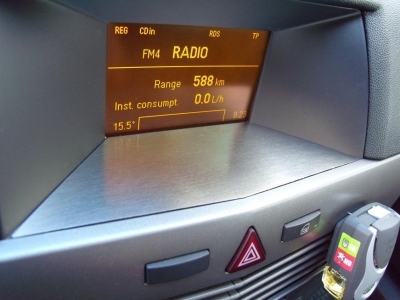 REG CD in RDS TP
FM4 RADIO
Range 588 km
Inst. consumpt 0.0 L/h
15.5°